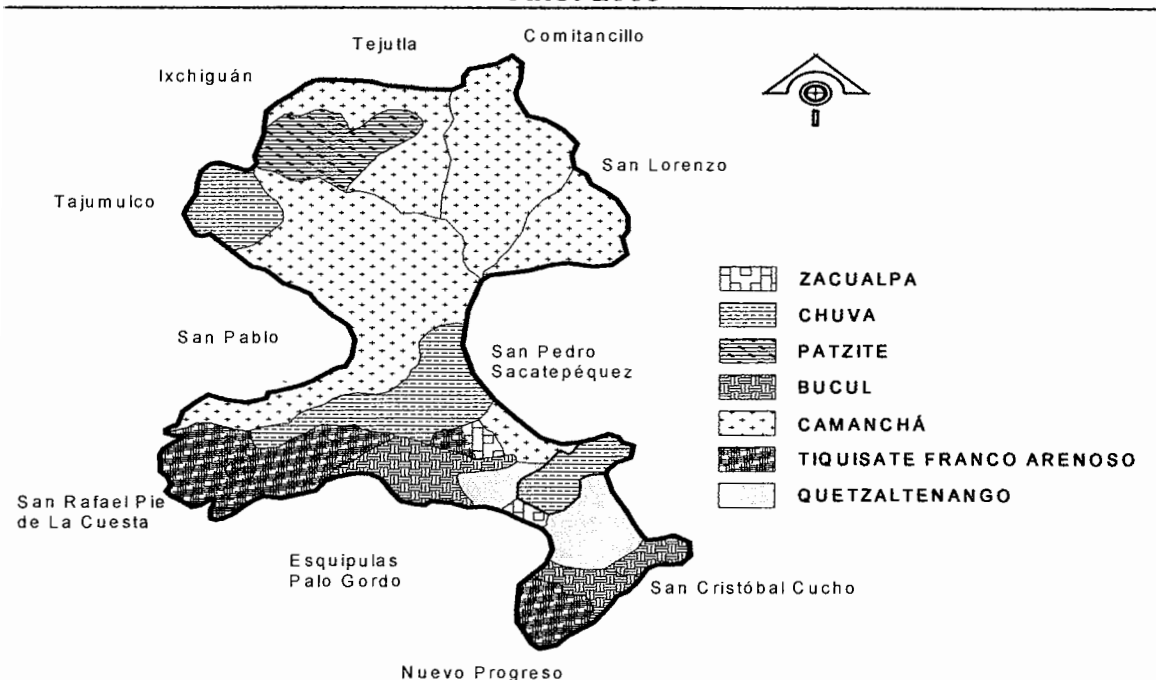 Comitancillo
Tejutla
Ixchiguán
San Lorenzo
Tajumulco
ZACUALPA
CHUVA
San Pablo
San Pedro
Sacatepéquez
PATZITE
BUCUL
CAMANCHÁ
TIQUISATE FRANCO ARENOSO
QUETZALTENANGO
San Rafael Pie
de La Cuesta
Esquipulas
Palo Gordo
San Cristóbal Cucho
Nuevo Progreso